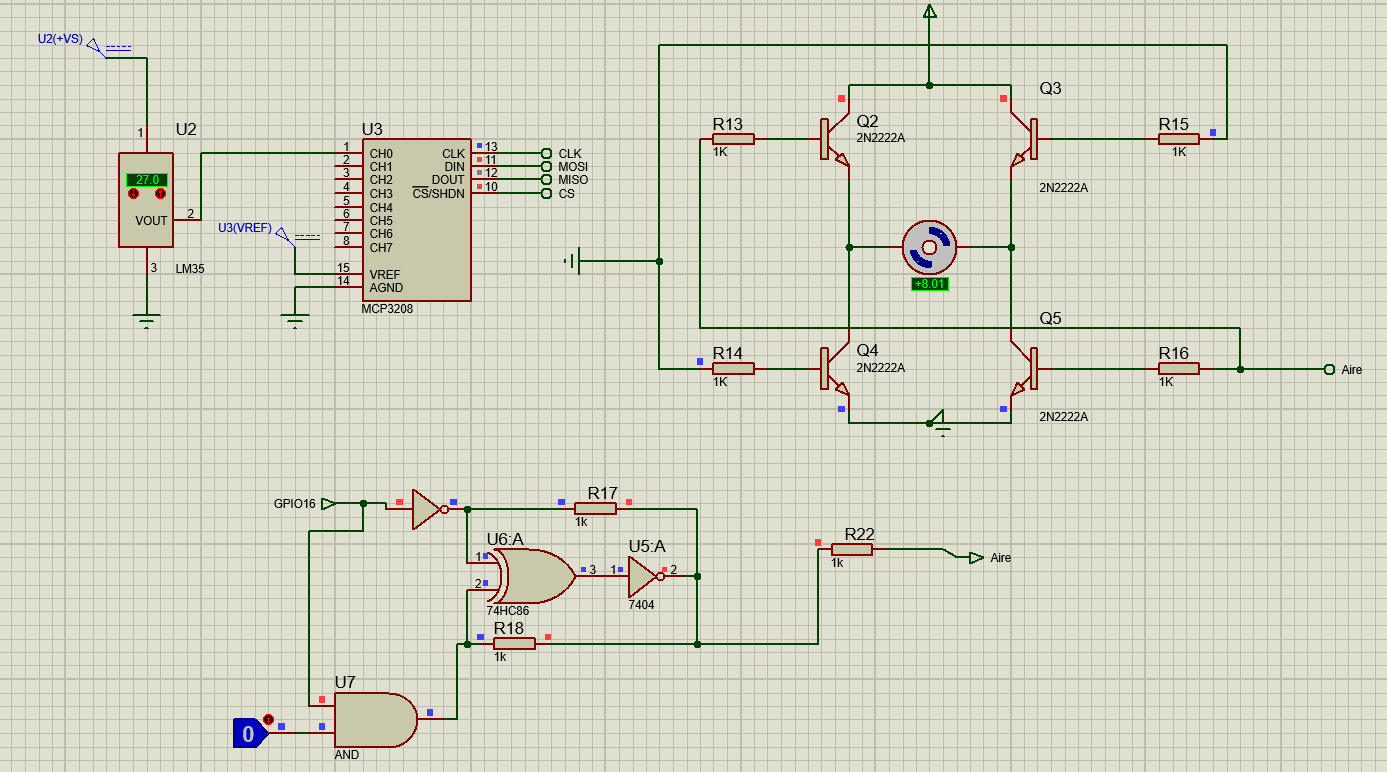 U2(+VS)
1
U2
27.0
VOUT
2
3
LM35
U3(VREF)
U3
1 CH0 CLK 13 CLK
2 CH1 DIN 11 MOSI
3 CH2 DOUT 12 MISO
4 CH3 CS/SHDN 10 CS
5 CH4
6 CH5
7 CH6
8 CH7
15 VREF
14 AGND
MCP3208
Q3
R13
1K
Q2
2N2222A
R15
1K
2N2222A
+8.01
Q5
R14
1K
Q4
2N2222A
R16
1K
Aire
2N2222A
GPIO16
R17
1k
U6:A
1
2
3
74HC86
U5:A
1
2
7404
R22
1k
Aire
R18
1k
U7
0
AND